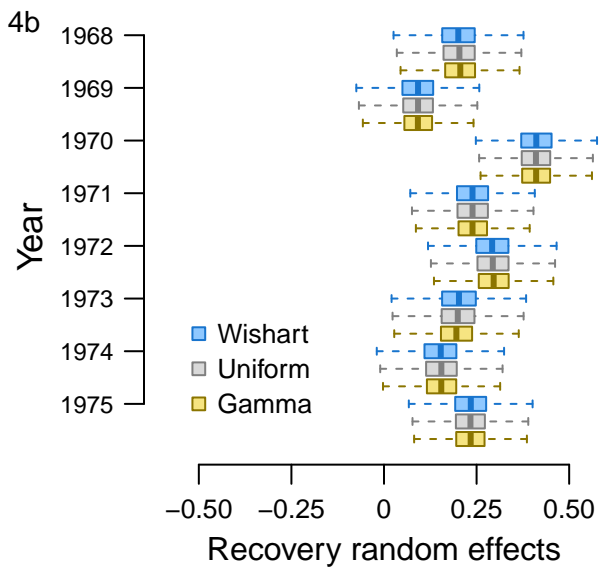 4b
1968
1969
1970
1971
1972
1973
1974
1975
Year
Wishart
Uniform
Gamma
−0.50 −0.25 0 0.25 0.50
Recovery random effects